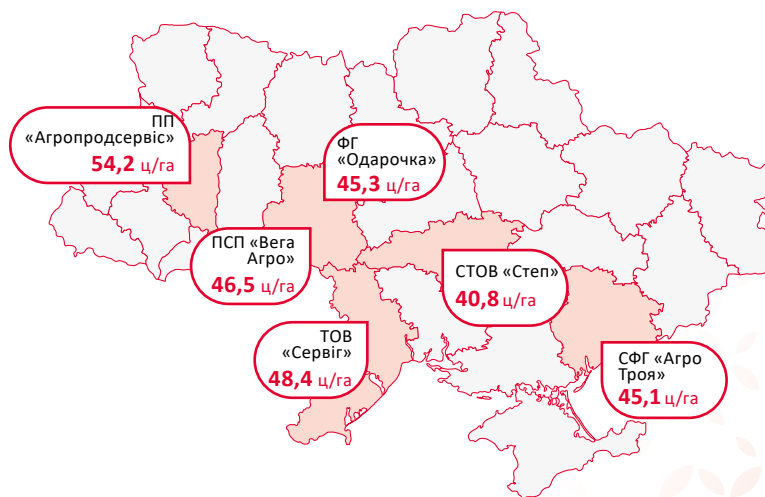 ПП
«Агропродсервіс»
54,2 ц/га
ФГ
«Одарочка»
45,3 ц/га
ПСП «Вега
Агро»
46,5 ц/га
СТОВ «Степ»
40,8 ц/га
ТОВ
«Сервіг»
48,4 ц/га
СФГ «Агро
Троя»
45,1 ц/га